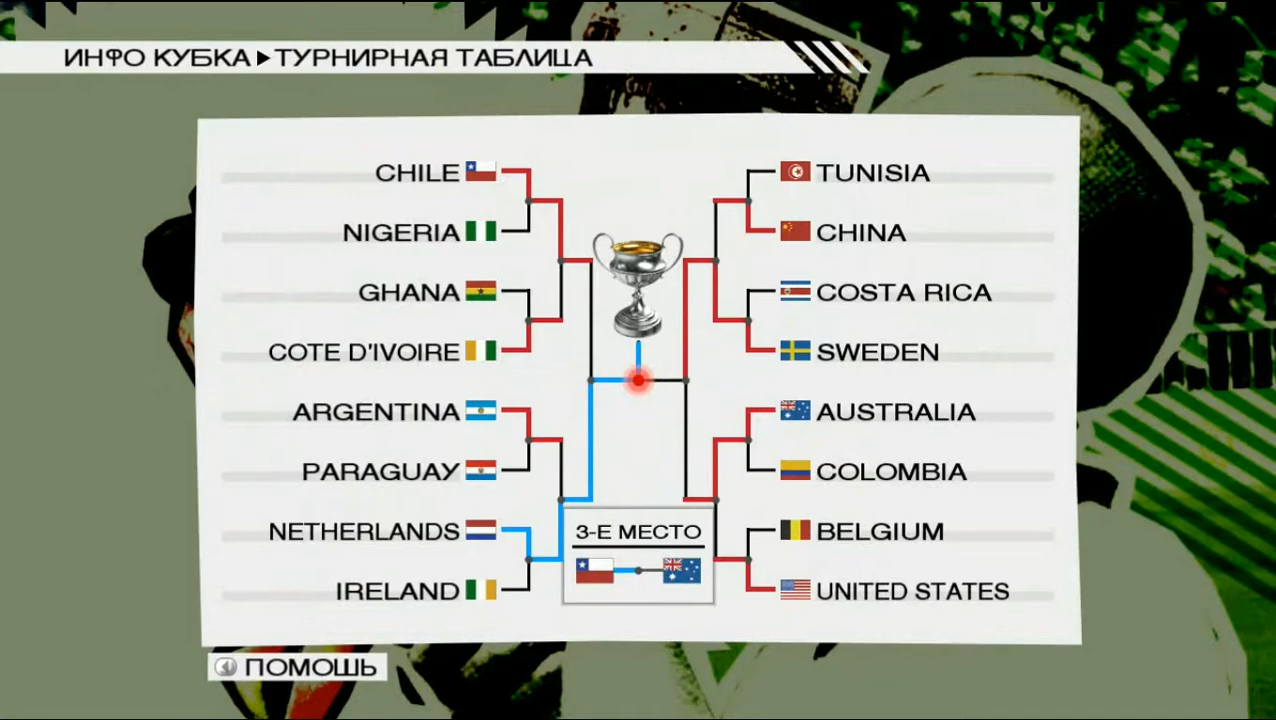 ИНФО КУБКА►ТУРНИРНАЯ ТАБЛИЦА
CHILE
NIGERIA
GHANA
COTE D'IVOIRE
ARGENTINA
PARAGUAY
NETHERLANDS
IRELAND
TUNISIA
CHINA
COSTA RICA
SWEDEN
AUSTRALIA
COLOMBIA
BELGIUM
UNITED STATES
3-Е МЕСТО
ПОМОШЬ